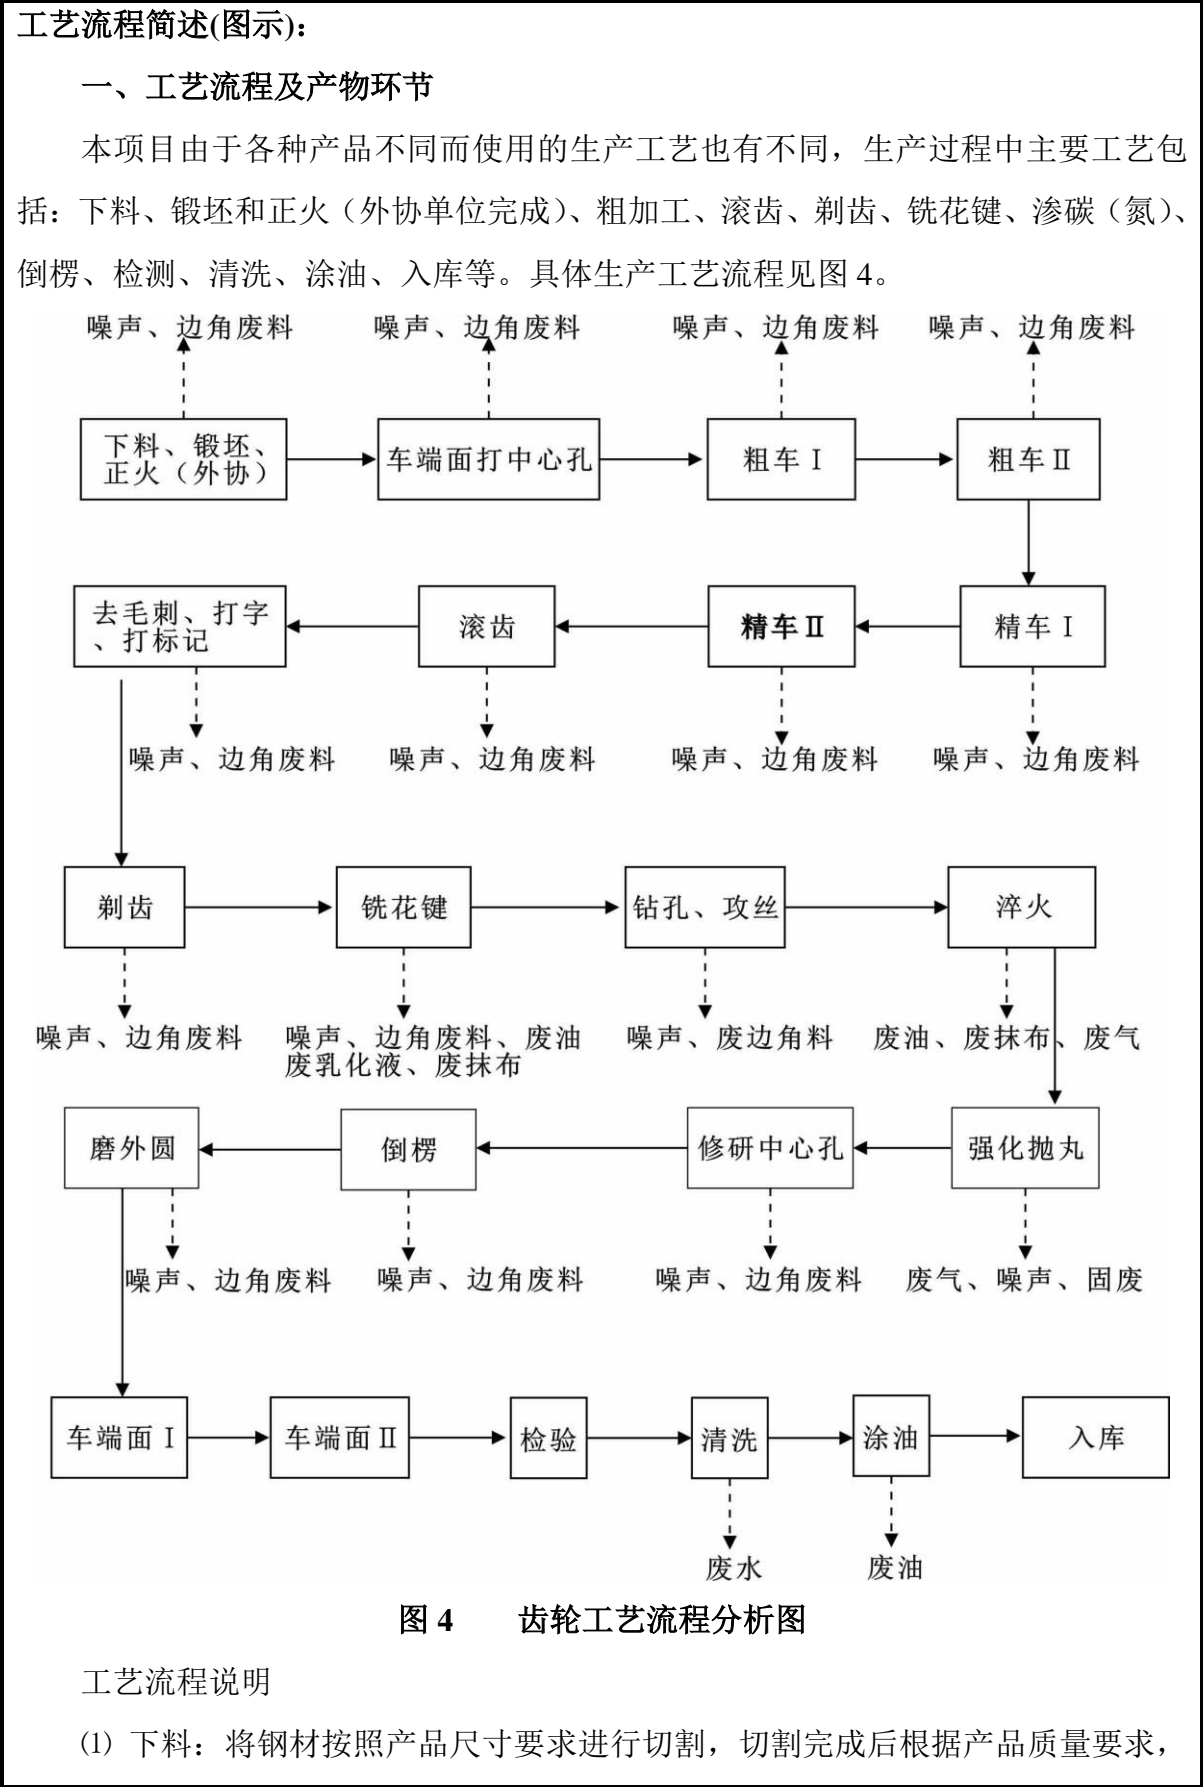 工艺流程简述(图示)：
一、工艺流程及产物环节
本项目由于各种产品不同而使用的生产工艺也有不同，生产过程中主要工艺包
括：下料、锻坯和正火（外协单位完成）、粗加工、滚齿、剃齿、铣花键、渗碳（氮）、
倒楞、检测、清洗、涂油、入库等。具体生产工艺流程见图 4。
噪声、边角废料 噪声、边角废料 噪声、边角废料 噪声、边角废料
下料、锻坯、
正火（外协）
车端面打中心孔
粗车Ⅰ
粗车Ⅱ
去毛刺、打字
、打标记
滚齿
精车Ⅱ
精车Ⅰ
噪声、边角废料 噪声、边角废料 噪声、边角废料 噪声、边角废料
剃齿
铣花键
钻孔、攻丝
淬火
噪声、边角废料
噪声、边角废料、废油
废乳化液、废抹布
噪声、废边角料
废油、废抹布、废气
磨外圆
倒楞
修研中心孔
强化抛丸
噪声、边角废料 噪声、边角废料 噪声、边角废料 废气、噪声、固废
车端面Ⅰ
车端面Ⅱ
检验
清洗
涂油
入库
废水
废油
图 4 齿轮工艺流程分析图
工艺流程说明
⑴ 下料：将钢材按照产品尺寸要求进行切割，切割完成后根据产品质量要求，